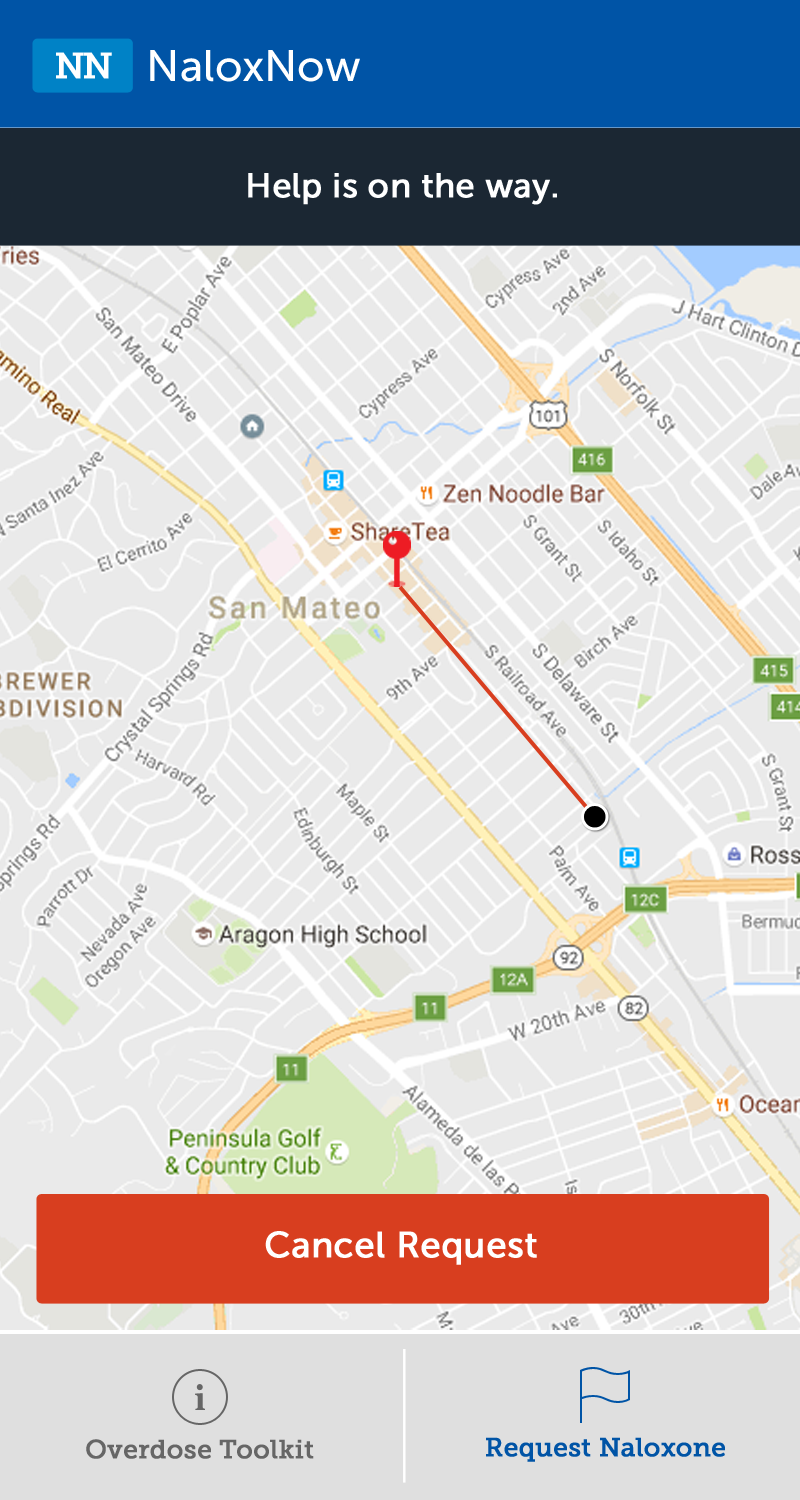 NN NaloxNow
Help is on the way.
ries
E Poplar Ave
Cypress Ave
2nd Ave
J Hart Clinton D
San Mateo Drive
amino Real
Cypress Ave
S Norfolk St
101
416
Santa Inez Ave
Zen Noodle Bar
Dale Av
El Cerrito Ave
ShareTea
S Grant St
S Idaho St
San Mateo
Birch Ave
BREWER
BDIVISION
Crystal Springs Rd
9th Ave
S Railroad Ave
S Delaware St
415
414
Harvard Rd
Maple St
S Grant St
Edinburgh St
Springs Rd
Parrott Dr
Palm Ave
Ross
Nevada Ave
Oregon Ave
12C
Aragon High School
Bermuc
92
12A
11
W 20th Ave
82
11
Alameda de las P
Ocean
Peninsula Golf
& Country Club
Is
Cancel Request
Ave
30th
Overdose Toolkit
Request Naloxone